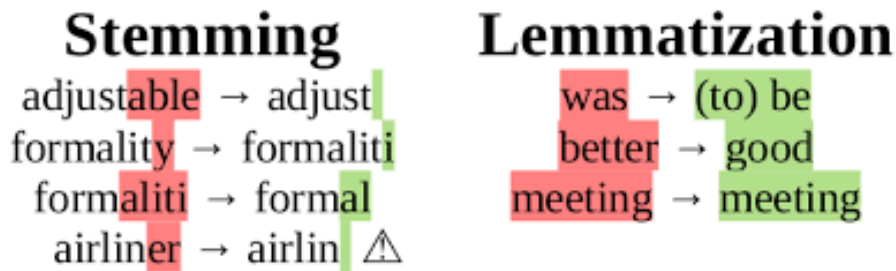 Stemming
adjustable → adjust
formality → formaliti
formaliti → formal
airliner → airlin ⚠
Lemmatization
was → (to) be
better → good
meeting → meeting